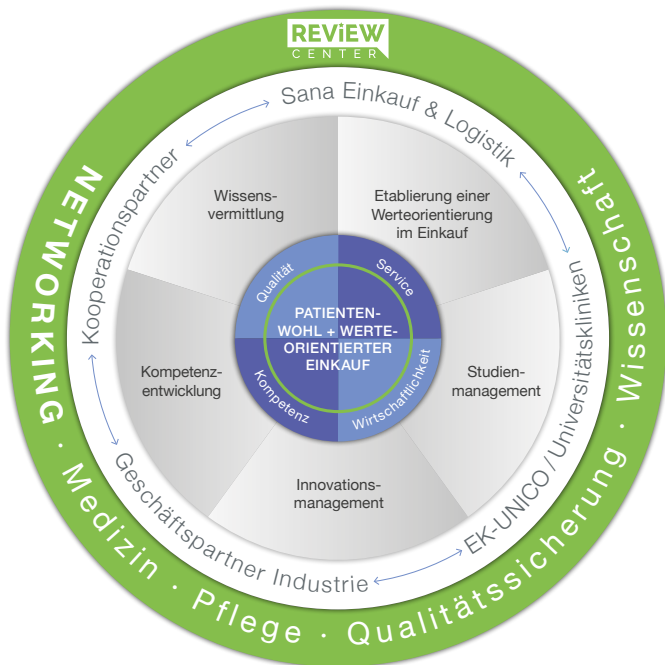 REViEW
CENTER
NETWORKING · Medizin · Pflege · Qualitätssicherung · Wissenschaft
Sana Einkauf & Logistik
EK-UNICO / Universitätskliniken
Geschäftspartner Industrie
Kooperationspartner
Wissens-
vermittlung
Etablierung einer
Werteorientierung
im Einkauf
Studien-
management
Innovations-
management
Kompetenz-
entwicklung
Qualität
Service
Wirtschaftlichkeit
Kompetenz
PATIENTEN-
WOHL + WERTE-
ORIENTIERTER
EINKAUF